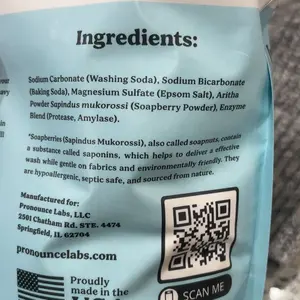 Ingredients:
Sodium Carbonate (Washing Soda), Sodium Bicarbonate
(Baking Soda), Magnesium Sulfate (Epsom Salt), Aritha
Powder Sapindus mukorossi (Soapberry Powder), Enzyme
Blend (Protease, Amylase).
*Soapberries (Sapindus Mukorossi), also called soapnuts, contain
a substance called saponins, which helps to deliver a effective
wash while gentle on fabrics and environmentally friendly. They
are hypoallergenic, septic safe, and sourced from nature.
Manufactured for:
Pronounce Labs, LLC
2501 Chatham Rd. STE. 4474
Springfield, IL 62704
pronouncelabs.com
Proudly
made in the
SCAN ME